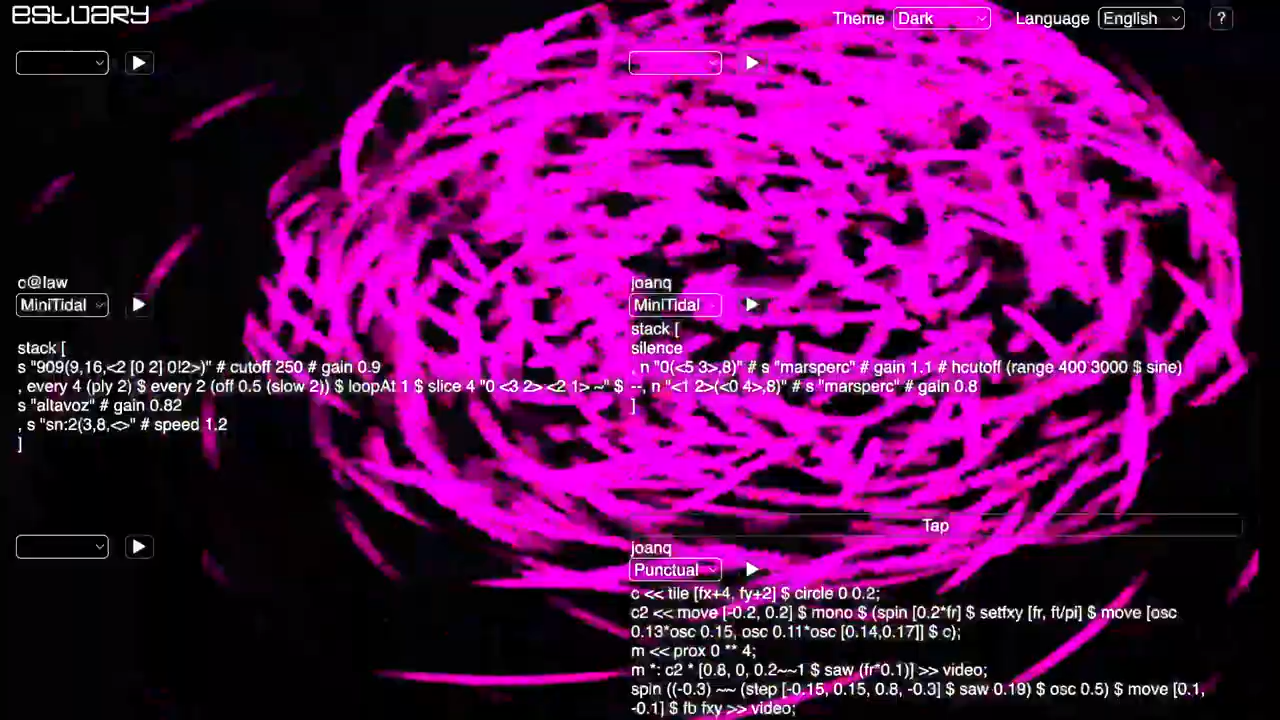 estuary
Theme Dark Language English ?
c@law
MiniTidal
stack [
s "909(9,16,<2 [0 2] 0!2>)" # cutoff 250 # gain 0.9
, every 4 (ply 2) $ every 2 (off 0.5 (slow 2)) $ loopAt 1 $ slice 4 "0 <3 2> <2 1> ~" $
s "altavoz" # gain 0.82
, s "sn:2(3,8,<>" # speed 1.2
]
joanq
MiniTidal
stack [
silence
, n "0(<5 3>,8)" # s "marsperc" # gain 1.1 # hcutoff (range 400 3000 $ sine)
--, n "<1 2>(<0 4>,8)" # s "marsperc" # gain 0.8
]
Tap
joanq
Punctual
c << tile [fx+4, fy+2] $ circle 0 0.2;
c2 << move [-0.2, 0.2] $ mono $ (spin [0.2*fr] $ setfxy [fr, ft/pi] $ move [osc
0.13*osc 0.15, osc 0.11*osc [0.14,0.17]] $ c);
m << prox 0 ** 4;
m *: c2 * [0.8, 0, 0.2~~1 $ saw (fr*0.1)] >> video;
spin ((-0.3) ~~ (step [-0.15, 0.15, 0.8, -0.3] $ saw 0.19) $ osc 0.5) $ move [0.1,
-0.1] $ fb fxy >> video;